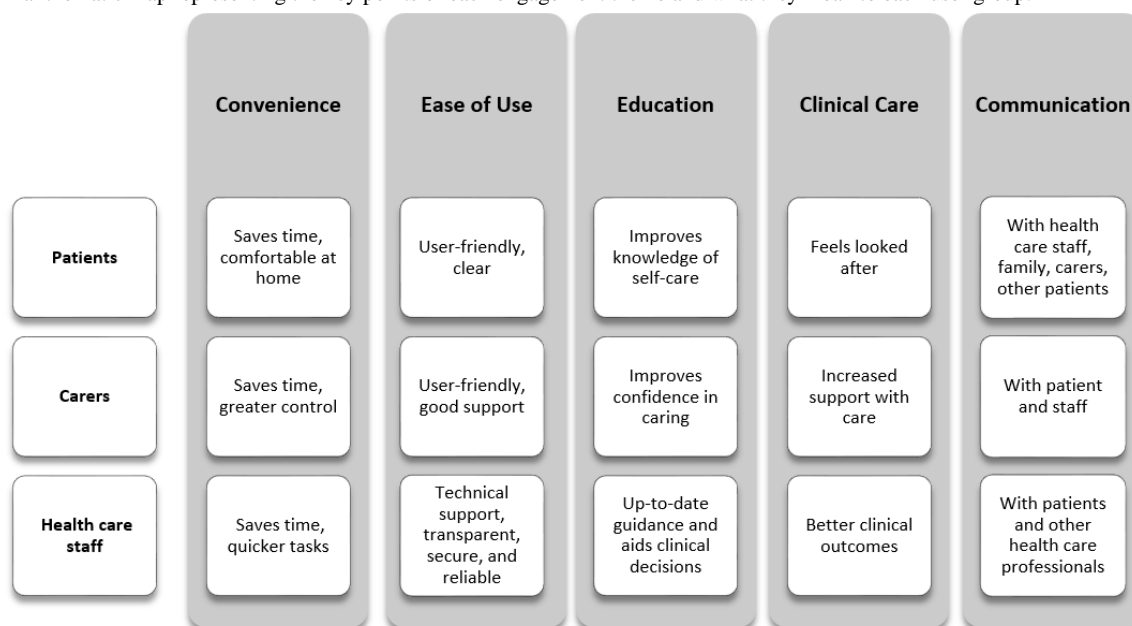 Convenience
Ease of Use
Education
Clinical Care
Communication
Patients
Saves time,
comfortable at
home
User-friendly,
clear
Improves
knowledge of
self-care
Feels looked
after
With health
care staff,
family, carers,
other patients
Carers
Saves time,
greater control
User-friendly,
good support
Improves
confidence in
caring
Increased
support with
care
With patient
and staff
Health care
staff
Saves time,
quicker tasks
Technical
support,
transparent,
secure, and
reliable
Up-to-date
guidance and
aids clinical
decisions
Better clinical
outcomes
With patients
and other
health care
professionals